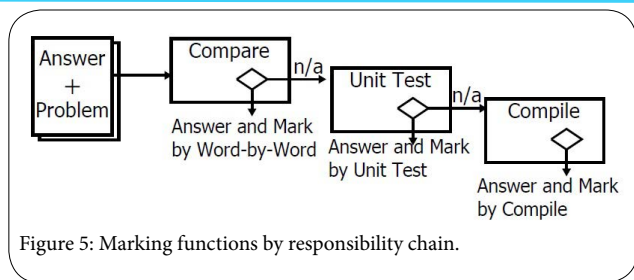 Answer
+
Problem
Compare
n/a
Answer and Mark
by Word-by-Word
Unit Test
n/a
Answer and Mark
by Unit Test
Compile
Answer and Mark
by Compile
Figure 5: Marking functions by responsibility chain.